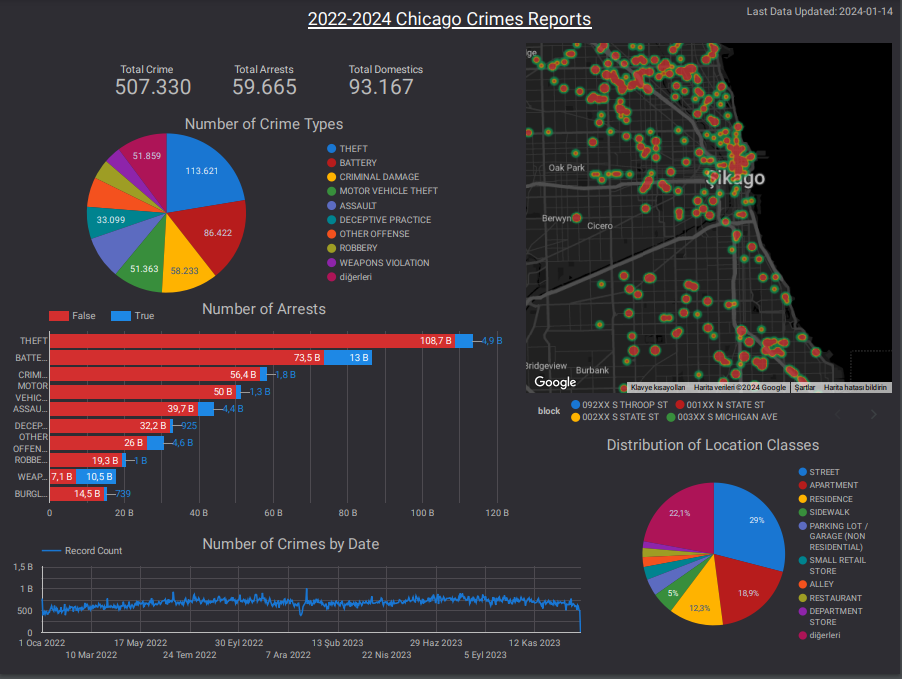 2022-2024 Chicago Crimes Reports
Last Data Updated: 2024-01-14
Total Crime
507.330
Total Arrests
59.665
Total Domestics
93.167
Number of Crime Types
51.859
113.621
33.099
86.422
51.363
58.233
THEFT
BATTERY
CRIMINAL DAMAGE
MOTOR VEHICLE THEFT
ASSAULT
DECEPTIVE PRACTICE
OTHER OFFENSE
ROBBERY
WEAPONS VIOLATION
diğerleri
Number of Arrests
False
True
THEFT 108,7 B 4,9 B
BATTE... 73,5 B 13 B
CRIMI... 56,4 B 1,8 B
MOTOR
VEHIC... 50 B 1,3 B
ASSAU... 39,7 B 4,4 B
DECEP... 32,2 B 925
OTHER
OFFEN... 26 B 4,6 B
ROBBE... 19,3 B 1 B
WEAP... 7,1 B 10,5 B
BURGL... 14,5 B 739
0 20 B 40 B 60 B 80 B 100 B 120 B
Number of Crimes by Date
Record Count
1,5 B
1 B
500
0
1 Oca 2022 17 May 2022 30 Eyl 2022 13 Şub 2023 29 Haz 2023 12 Kas 2023
10 Mar 2022 24 Tem 2022 7 Ara 2022 22 Nis 2023 5 Eyl 2023
ge
Oak Park
Şikago
Berwyn
Cicero
Bridgeview
Burbank
Google
Klavye kısayolları Harita verileri ©2024 Google Şartlar Harita hatası bildirin
block
092XX S THROOP ST 001XX N STATE ST
002XX S STATE ST 003XX S MICHIGAN AVE
Distribution of Location Classes
22,1%
29%
5%
12,3%
18,9%
STREET
APARTMENT
RESIDENCE
SIDEWALK
PARKING LOT /
GARAGE (NON
RESIDENTIAL)
SMALL RETAIL
STORE
ALLEY
RESTAURANT
DEPARTMENT
STORE
diğerleri